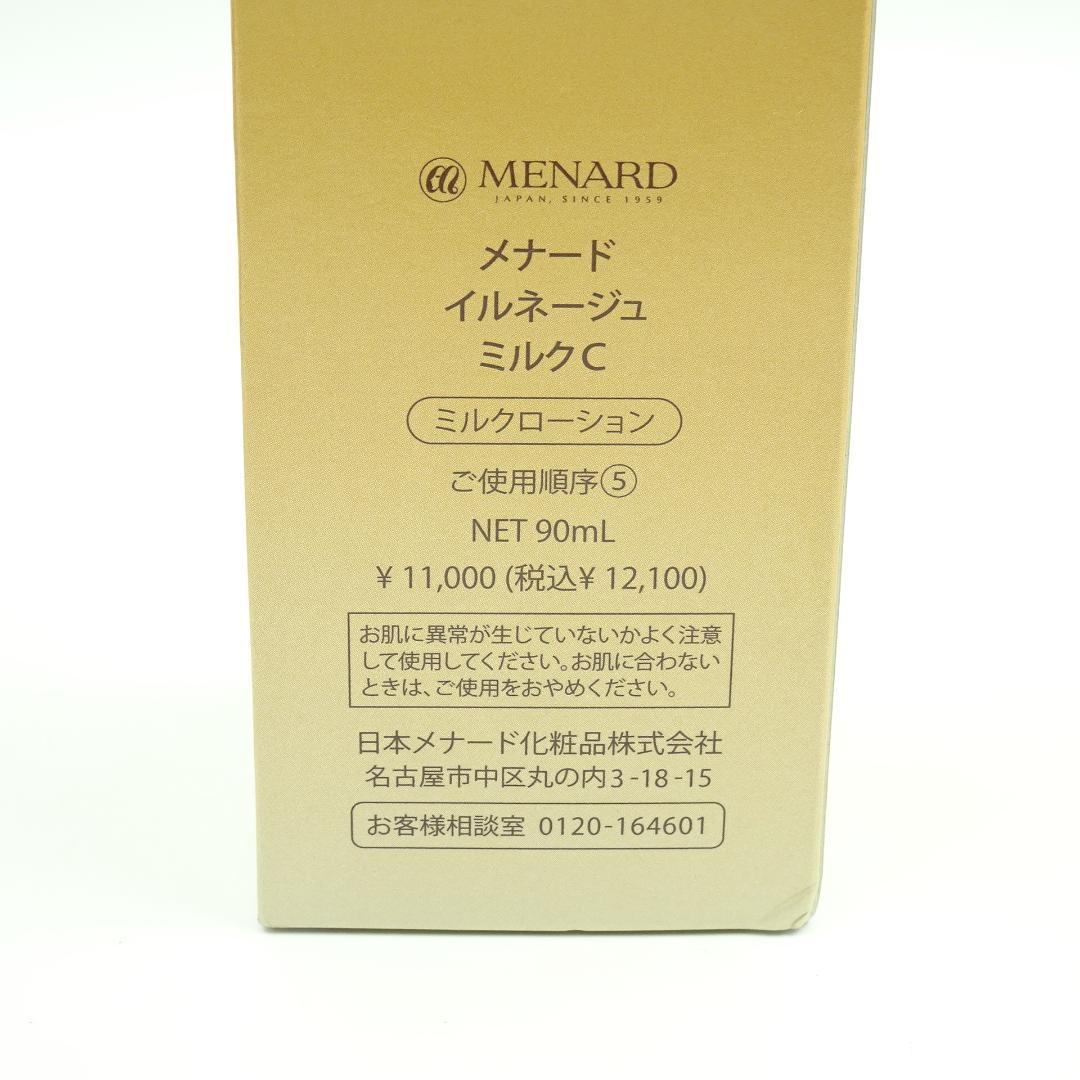 MENARD
JAPAN, SINCE 1959
メナード
イルネージュ
ミルクC
ミルクローション
ご使用順序⑤
NET 90mL
¥ 11,000 (税込¥ 12,100)
お肌に異常が生じていないかよく注意
して使用してください。お肌に合わない
ときは、ご使用をおやめください。
日本メナード化粧品株式会社
名古屋市中区丸の内3-18-15
お客様相談室 0120-164601